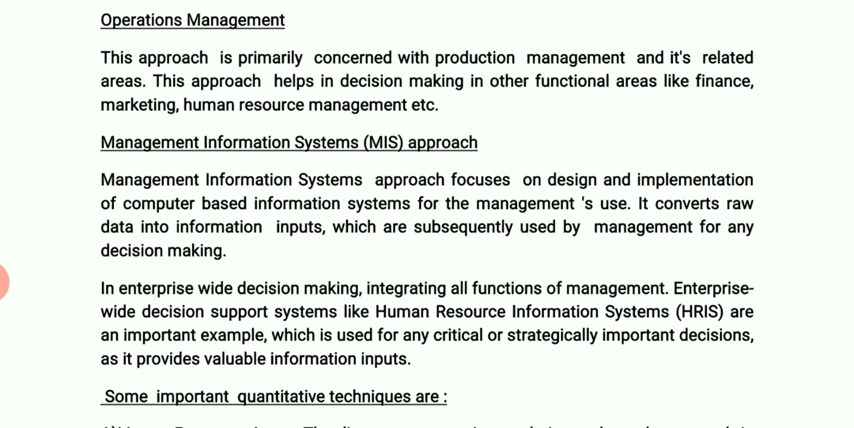 Operations Management
This approach is primarily concerned with production management and it's related
areas. This approach helps in decision making in other functional areas like finance,
marketing, human resource management etc.
Management Information Systems (MIS) approach
Management Information Systems approach focuses on design and implementation
of computer based information systems for the management 's use. It converts raw
data into information inputs, which are subsequently used by management for any
decision making.
In enterprise wide decision making, integrating all functions of management. Enterprise-
wide decision support systems like Human Resource Information Systems (HRIS) are
an important example, which is used for any critical or strategically important decisions,
as it provides valuable information inputs.
Some important quantitative techniques are :